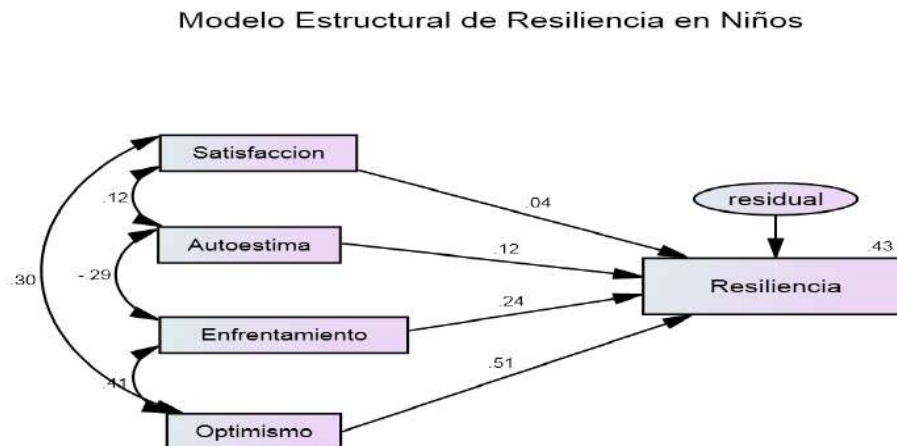 Modelo Estructural de Resiliencia en Niños
Satisfaccion
.12
.04
residual
Autoestima
.12
.43
.30
-.29
Resiliencia
.24
Enfrentamiento
.41
.51
Optimismo